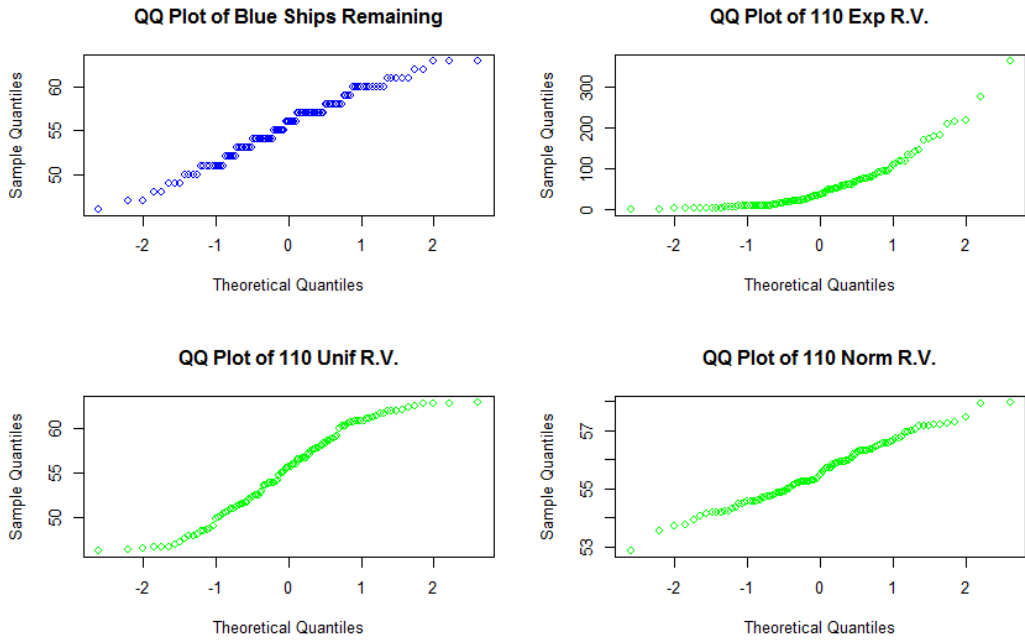 QQ Plot of Blue Ships Remaining
Sample Quantiles
50 55 60
-2 -1 0 1 2
Theoretical Quantiles
QQ Plot of 110 Exp R.V.
Sample Quantiles
0 100 200 300
-2 -1 0 1 2
Theoretical Quantiles
QQ Plot of 110 Unif R.V.
Sample Quantiles
50 55 60
-2 -1 0 1 2
Theoretical Quantiles
QQ Plot of 110 Norm R.V.
Sample Quantiles
53 55 57
-2 -1 0 1 2
Theoretical Quantiles